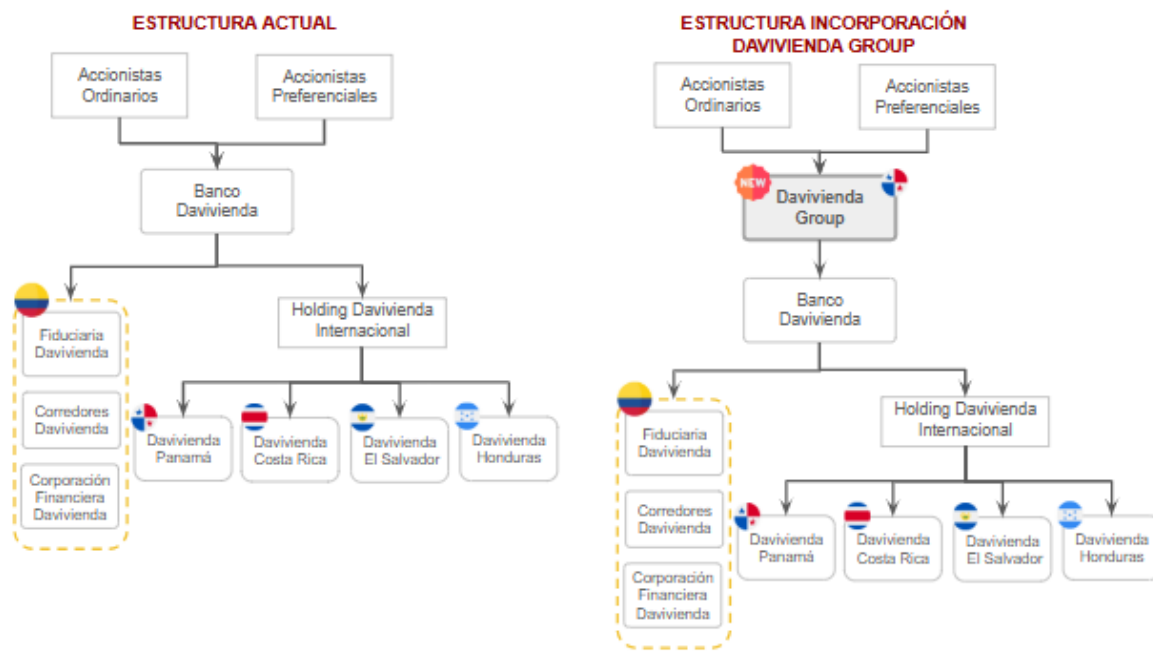 ESTRUCTURA ACTUAL
Accionistas
Ordinarios
Accionistas
Preferenciales
Banco
Davivienda
Holding Davivienda
Internacional
Fiduciaria
Davivienda
Corredores
Davivienda
Corporación
Financiera
Davivienda
Davivienda
Panamá
Davivienda
Costa Rica
Davivienda
El Salvador
Davivienda
Honduras
ESTRUCTURA INCORPORACIÓN
DAVIVIENDA GROUP
Accionistas
Ordinarios
Accionistas
Preferenciales
NEW
Davivienda
Group
Banco
Davivienda
Holding Davivienda
Internacional
Fiduciaria
Davivienda
Corredores
Davivienda
Corporación
Financiera
Davivienda
Davivienda
Panamá
Davivienda
Costa Rica
Davivienda
El Salvador
Davivienda
Honduras